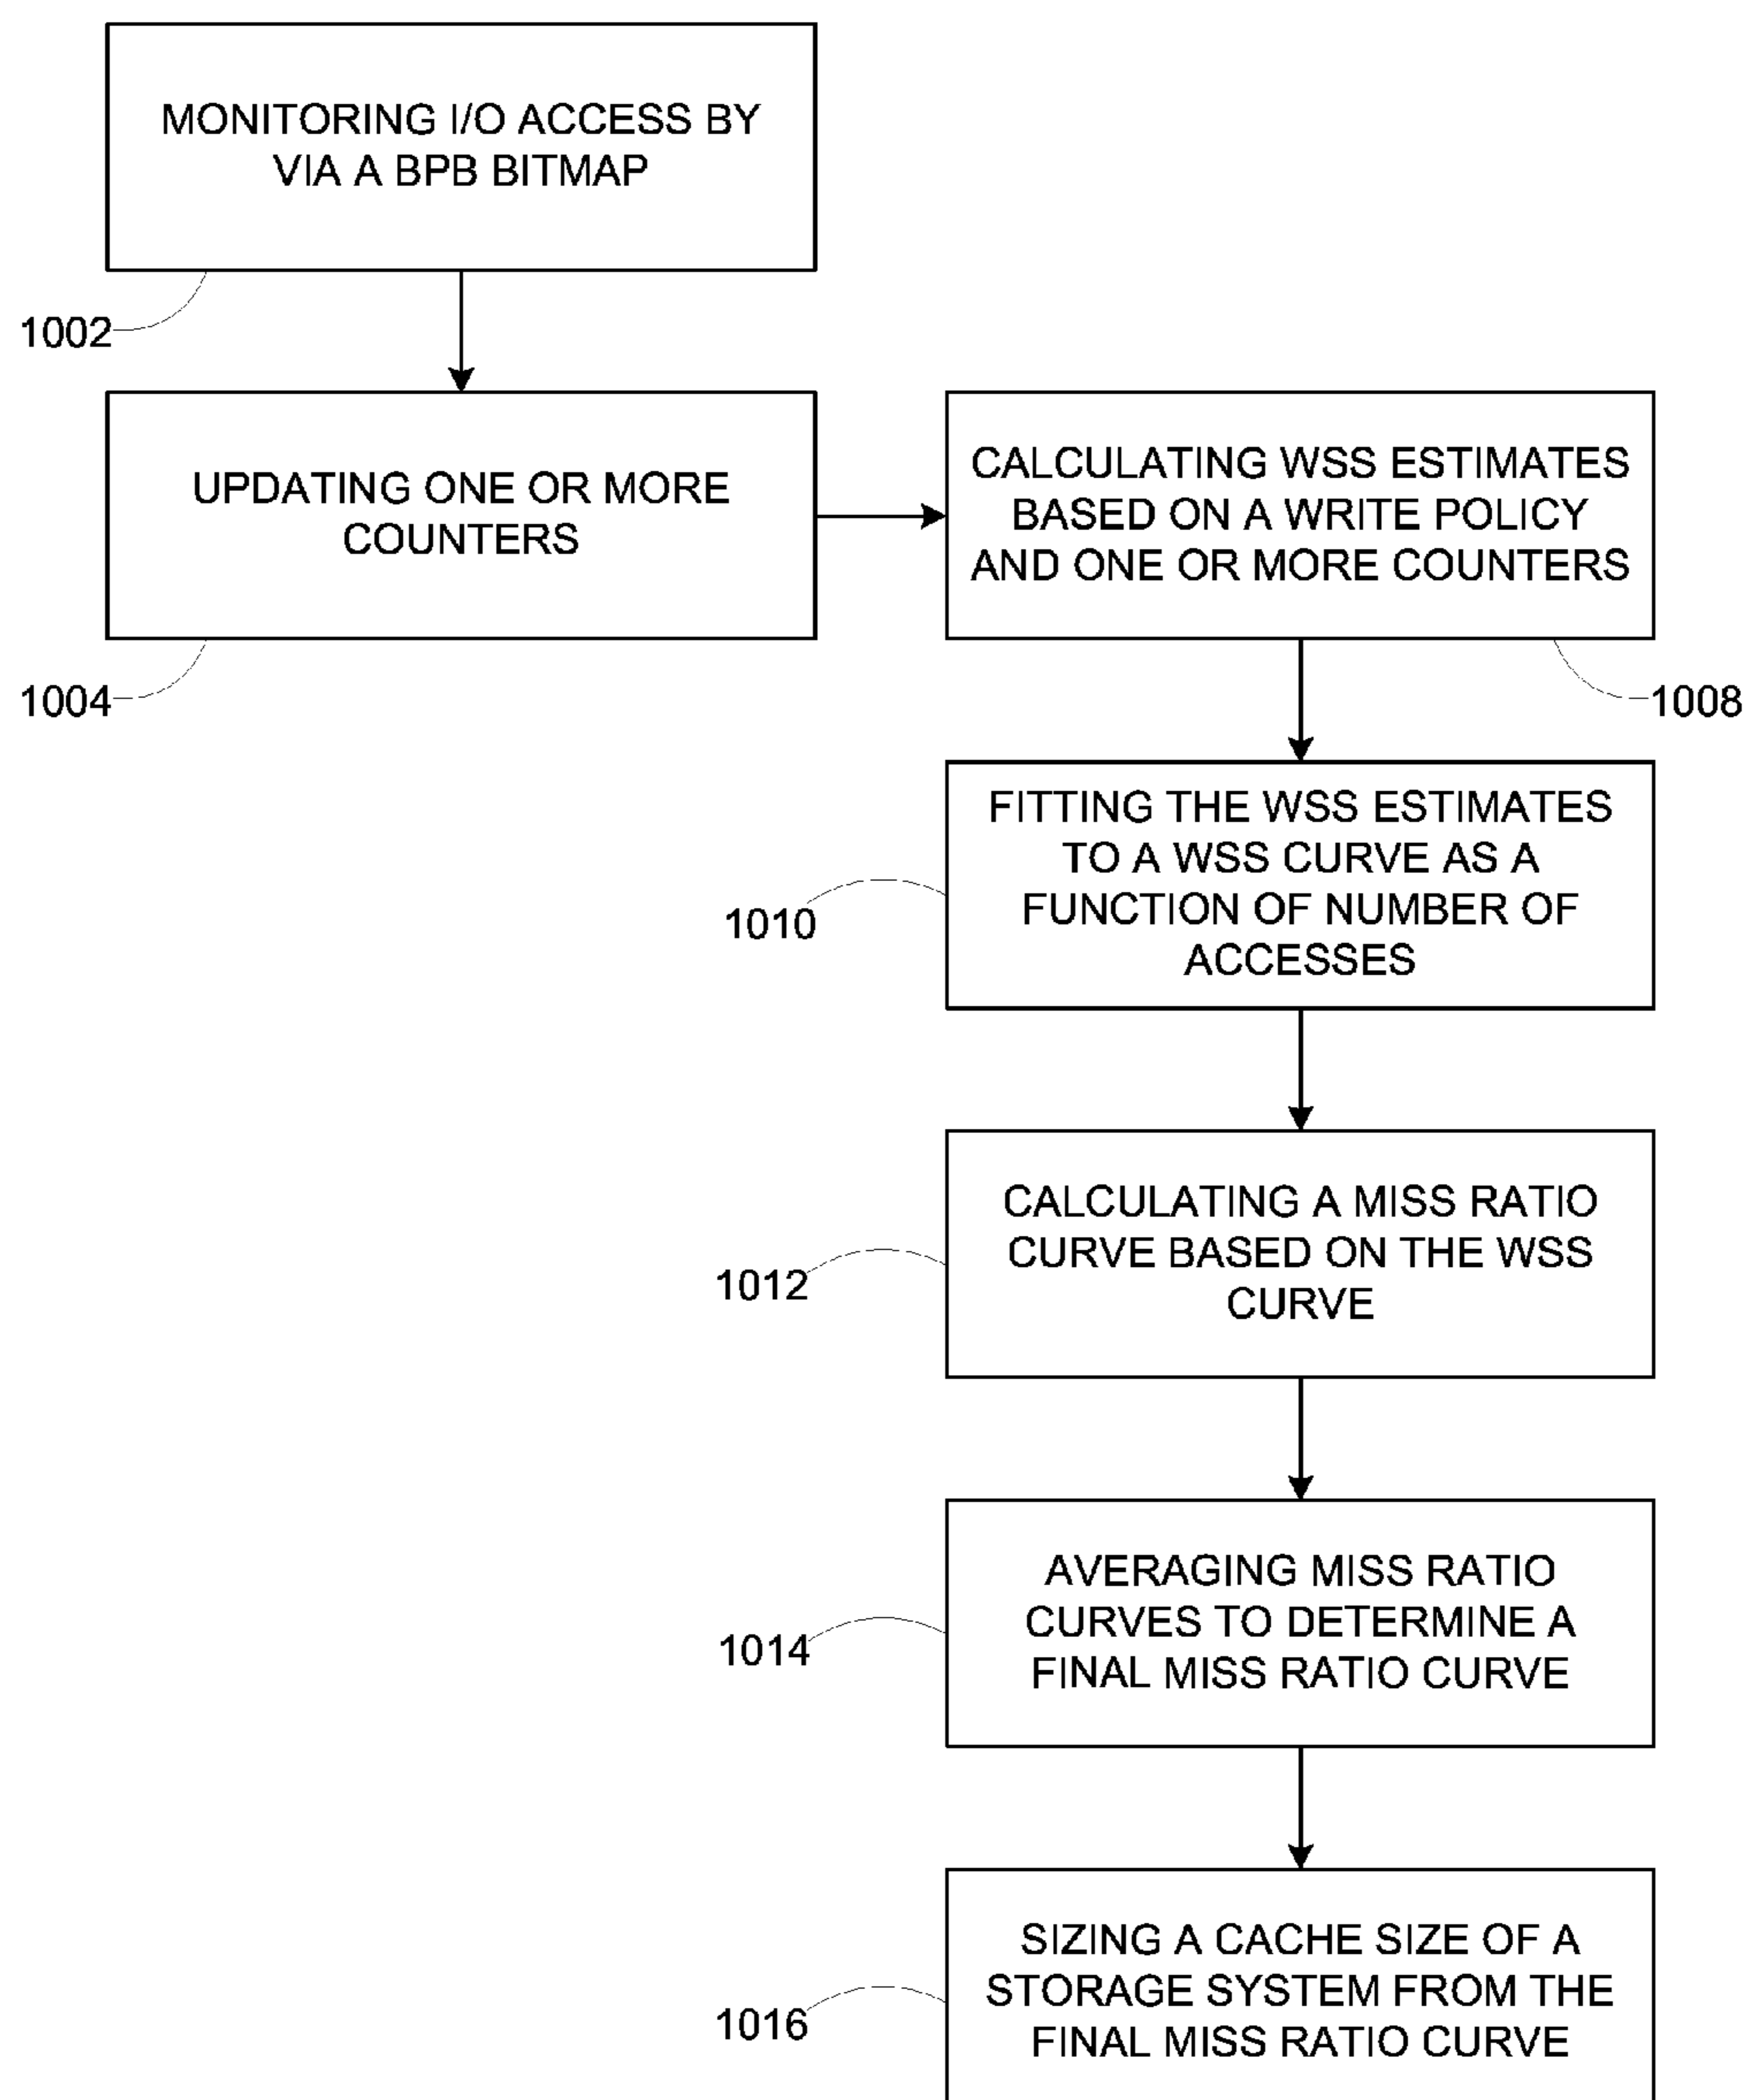 MONITORING I/O ACCESS BY
VIA A BPB BITMAP
1002
UPDATING ONE OR MORE
COUNTERS
1004
CALCULATING WSS ESTIMATES
BASED ON A WRITE POLICY
AND ONE OR MORE COUNTERS
1008
FITTING THE WSS ESTIMATES
TO A WSS CURVE AS A
FUNCTION OF NUMBER OF
ACCESSES
1010
CALCULATING A MISS RATIO
CURVE BASED ON THE WSS
CURVE
1012
AVERAGING MISS RATIO
CURVES TO DETERMINE A
FINAL MISS RATIO CURVE
1014
SIZING A CACHE SIZE OF A
STORAGE SYSTEM FROM THE
FINAL MISS RATIO CURVE
1016